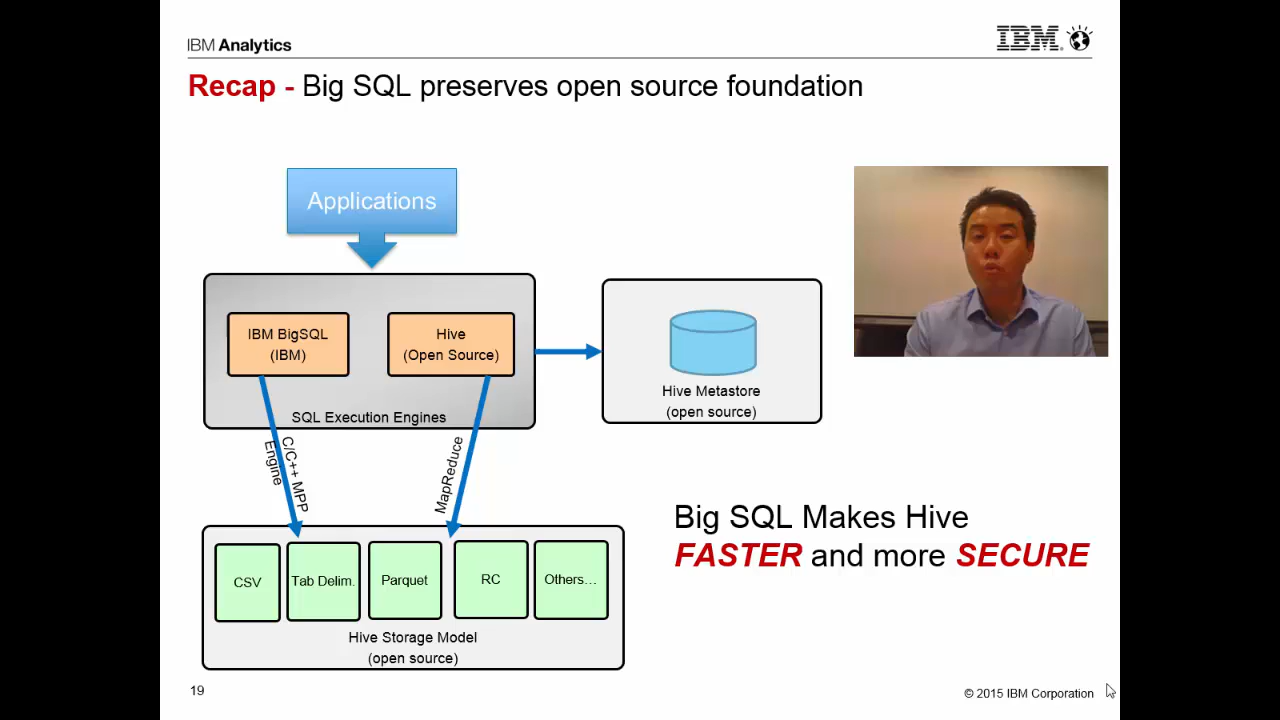 IBM Analytics
IBM
Recap - Big SQL preserves open source foundation
Applications
IBM BigSQL
(IBM)
Hive
(Open Source)
SQL Execution Engines
Hive Metastore
(open source)
C/C++ MPP
Engine
MapReduce
Big SQL Makes Hive
FASTER and more SECURE
CSV
Tab Delim.
Parquet
RC
Others...
Hive Storage Model
(open source)
19
© 2015 IBM Corporation